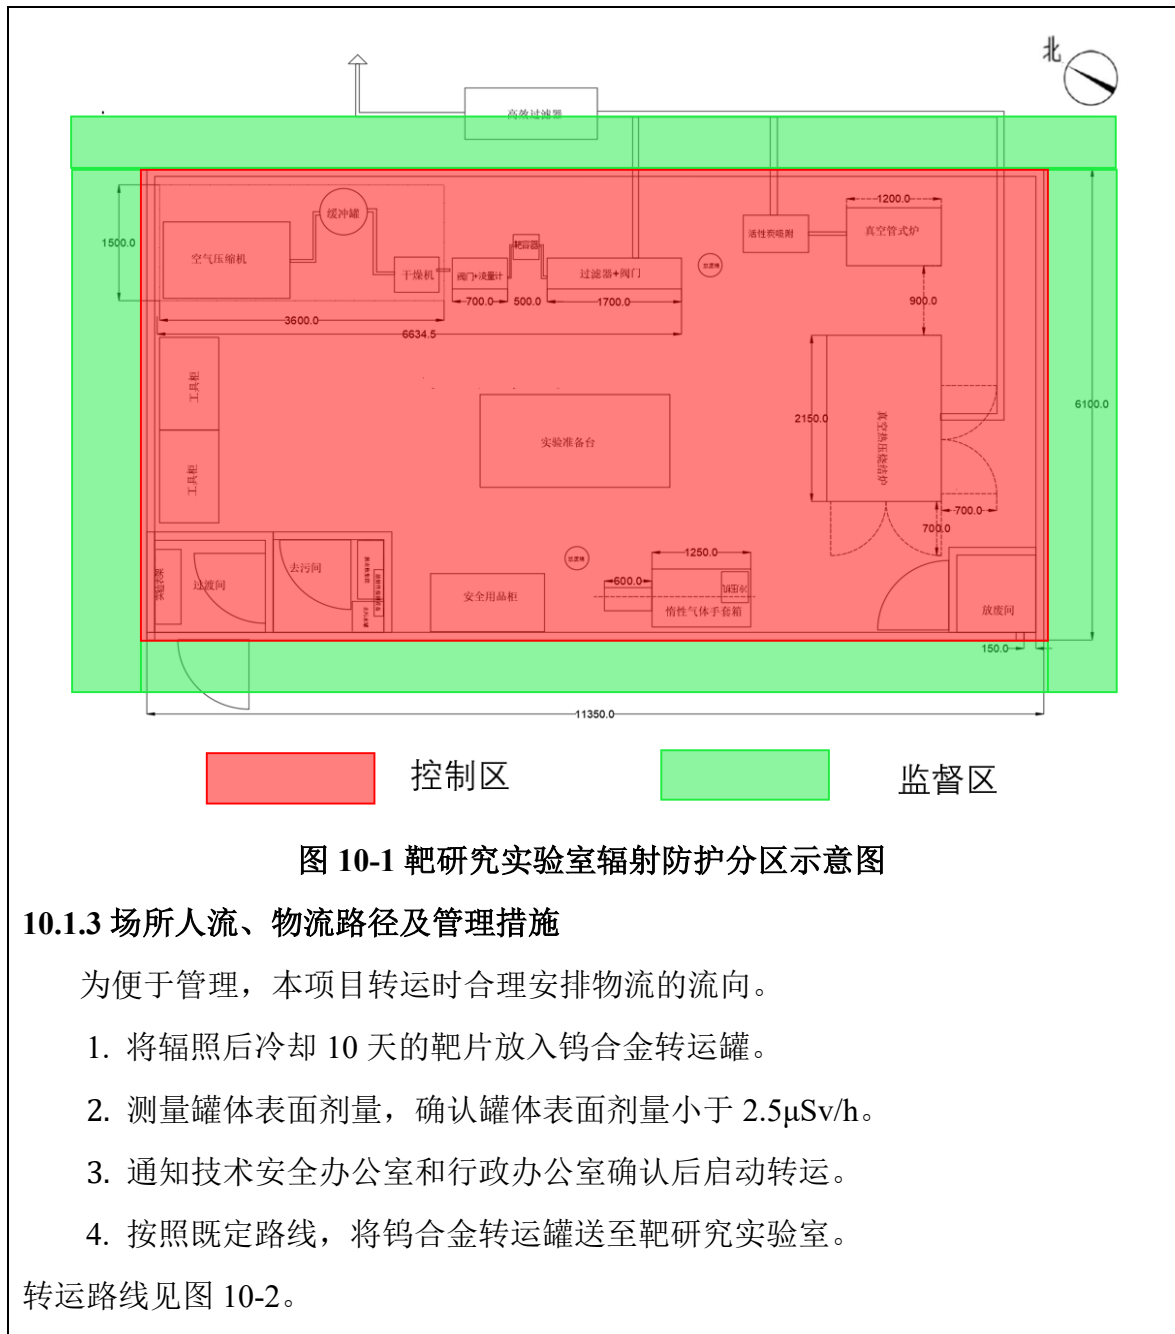 北
高效过滤器
1200.0
缓冲罐
靶容器
活性炭吸附
真空管式炉
1500.0
空气压缩机
干燥机
阀门+流量计
过滤器+阀门
700.0
500.0
1700.0
900.0
3600.0
6634.5
工具柜
2150.0
6100.0
实验准备台
真空热压烧结炉
工具柜
700.0
700.0
1250.0
过渡间
去污间
600.0
冷压机
安全用品柜
惰性气体手套箱
放废间
150.0
11350.0
控制区
监督区
图 10-1 靶研究实验室辐射防护分区示意图
10.1.3 场所人流、物流路径及管理措施
为便于管理，本项目转运时合理安排物流的流向。
1. 将辐照后冷却 10 天的靶片放入钨合金转运罐。
2. 测量罐体表面剂量，确认罐体表面剂量小于 2.5μSv/h。
3. 通知技术安全办公室和行政办公室确认后启动转运。
4. 按照既定路线，将钨合金转运罐送至靶研究实验室。
转运路线见图 10-2。